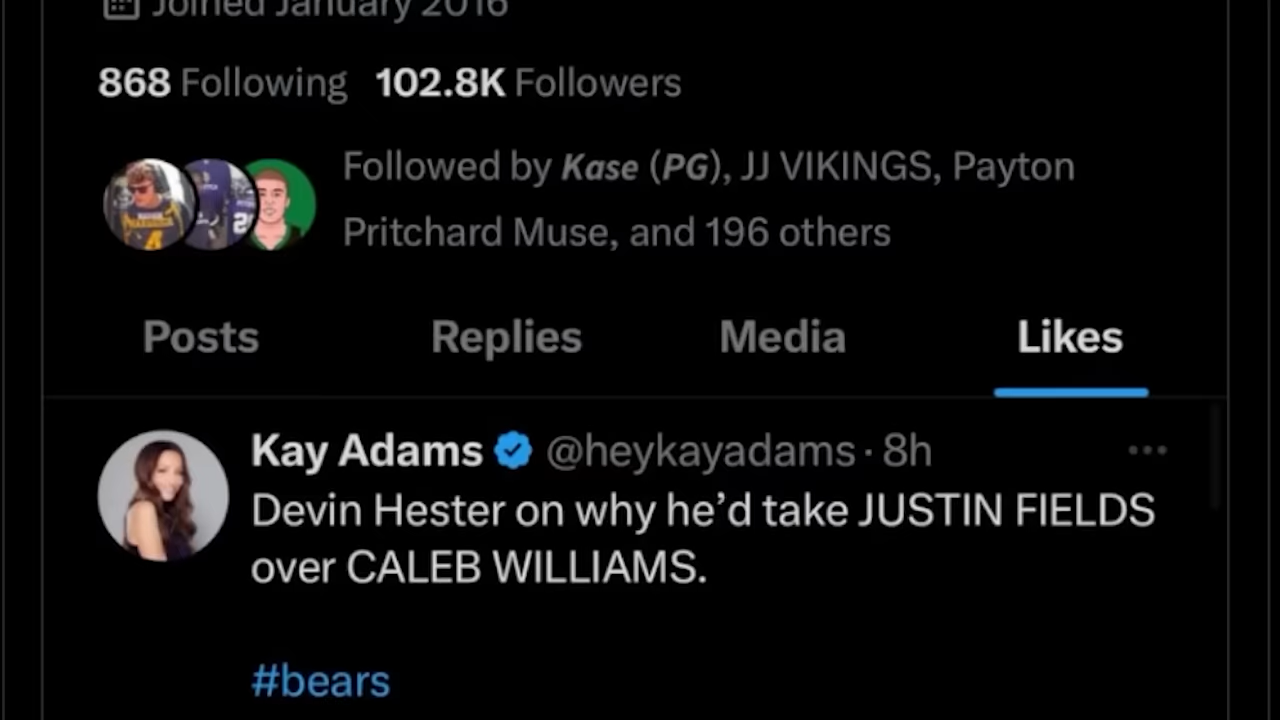 Joined January 2016
868 Following 102.8K Followers
Followed by Kase (PG), JJ VIKINGS, Payton
Pritchard Muse, and 196 others
Posts Replies Media Likes
Kay Adams @heykayadams · 8h
Devin Hester on why he’d take JUSTIN FIELDS
over CALEB WILLIAMS.
#bears